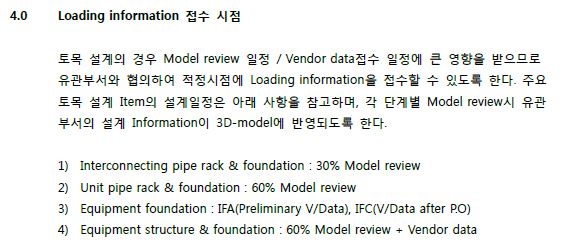 4.0 Loading information 접수 시점
토목 설계의 경우 Model review 일정 / Vendor data접수 일정에 큰 영향을 받으므로
유관부서와 협의하여 적정시점에 Loading information을 접수할 수 있도록 한다. 주요
토목 설계 Item의 설계일정은 아래 사항을 참고하며, 각 단계별 Model review시 유관
부서의 설계 Information이 3D-model에 반영되도록 한다.
1) Interconnecting pipe rack & foundation : 30% Model review
2) Unit pipe rack & foundation : 60% Model review
3) Equipment foundation : IFA(Preliminary V/Data), IFC(V/Data after P.O)
4) Equipment structure & foundation : 60% Model review + Vendor data